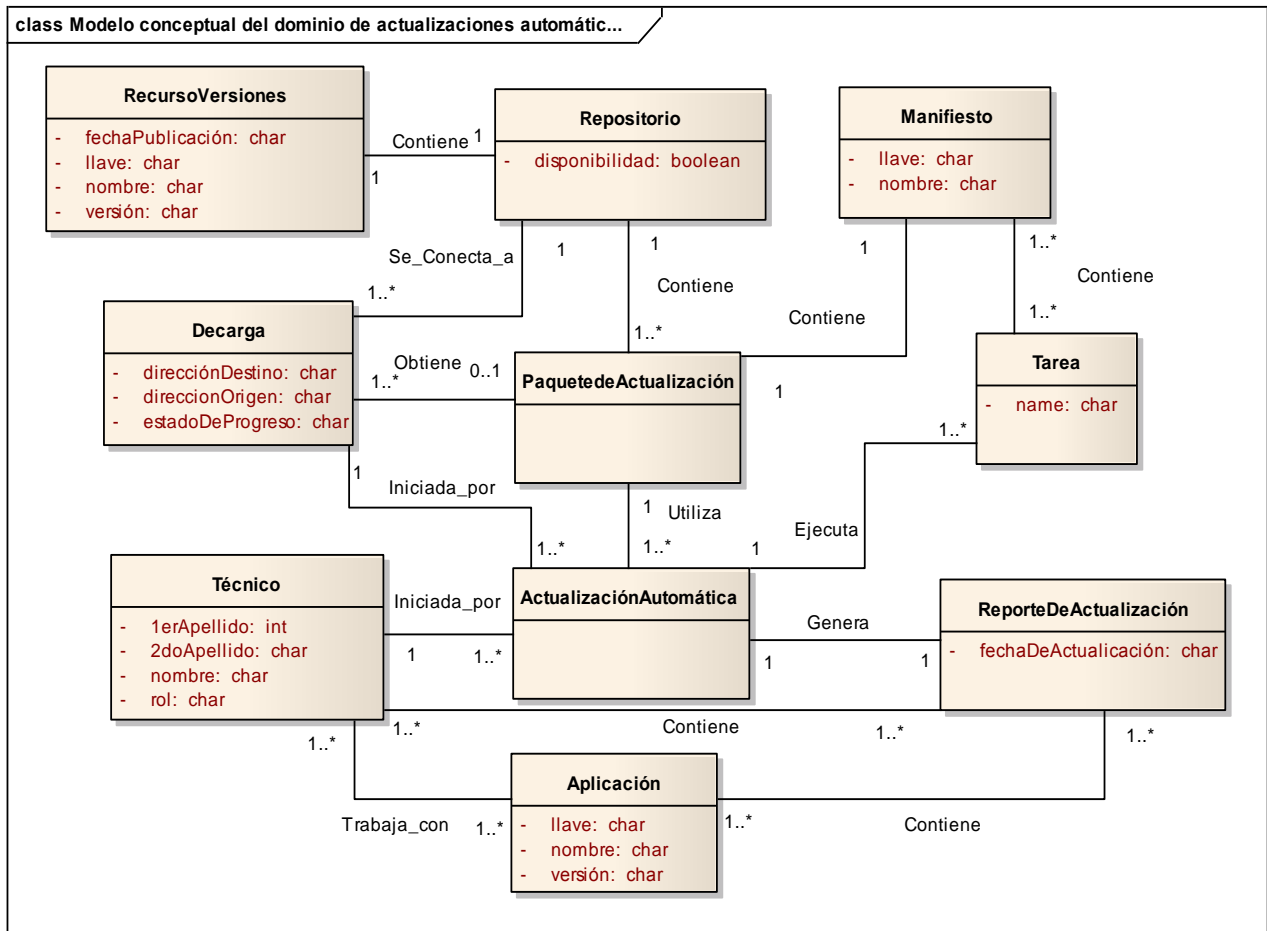 class Modelo conceptual del dominio de actualizaciones automátic...
RecursoVersiones
- fechaPublicación: char
- llave: char
- nombre: char
- versión: char
Contiene
1
1
Repositorio
- disponibilidad: boolean
Manifiesto
- llave: char
- nombre: char
Se_Conecta_a
1
1..*
1
Contiene
1..*
1
Contiene
1
1..*
Contiene
1..*
Decarga
- direcciónDestino: char
- direccionOrigen: char
- estadoDeProgreso: char
Obtiene
1..*
0..1
PaquetedeActualización
Tarea
- name: char
1
Iniciada_por
1..*
1
Utiliza
1..*
1..*
Ejecuta
1
Técnico
- 1erApellido: int
- 2doApellido: char
- nombre: char
- rol: char
Iniciada_por
1
1..*
ActualizaciónAutomática
Genera
1
1
ReporteDeActualización
- fechaDeActualicación: char
1..*
Contiene
1..*
1..*
Trabaja_con
1..*
Aplicación
- llave: char
- nombre: char
- versión: char
1..*
Contiene
1..*